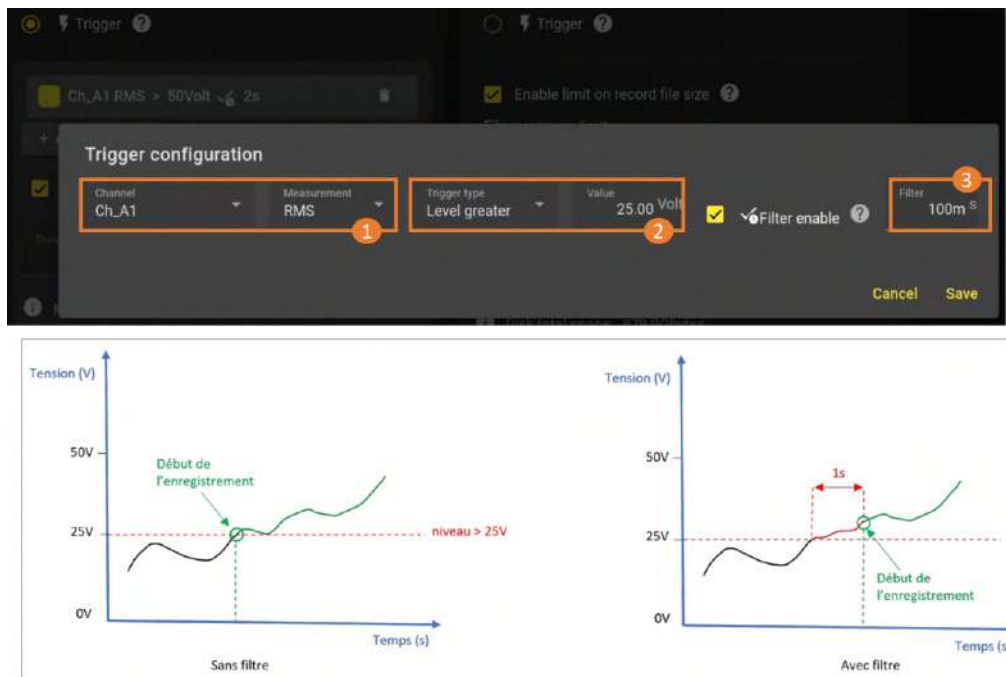 Trigger ?
Trigger ?
Ch_A1 RMS > 50Volt 2s
Enable limit on record file size ?
Trigger configuration
Channel
Ch_A1
Measurement
RMS
1
Trigger type
Level greater
Value
25.00 Volt
2
Filter enable ?
3
Filter
100m s
Cancel Save
Tension (V)
50V
Début de
l'enregistrement
25V
niveau > 25V
0V
Temps (s)
Sans filtre
Tension (V)
50V
1s
25V
Début de
l'enregistrement
0V
Temps (s
Avec filtre